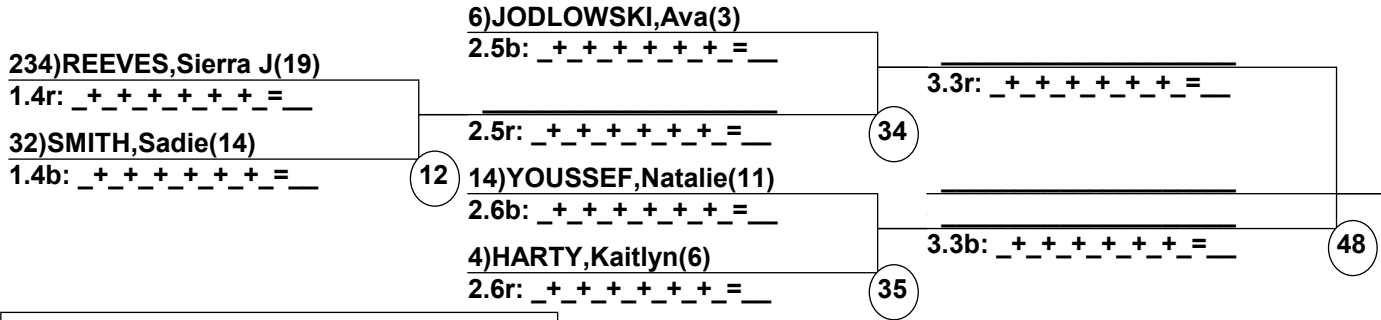 6)JODLOWSKI,Ava(3)
2.5b: _+_+_+_+_+_=__
234)REEVES,Sierra J(19)
1.4r: _+_+_+_+_+_=__
2.5r: _+_+_+_+_+_=__
34
32)SMITH,Sadie(14)
1.4b: _+_+_+_+_+_=__
12
14)YOUSSEF,Natalie(11)
2.6b: _+_+_+_+_+_=__
4)HARTY,Kaitlyn(6)
2.6r: _+_+_+_+_+_=__
35
3.3r: _+_+_+_+_+_=__
3.3b: _+_+_+_+_+_=__
48